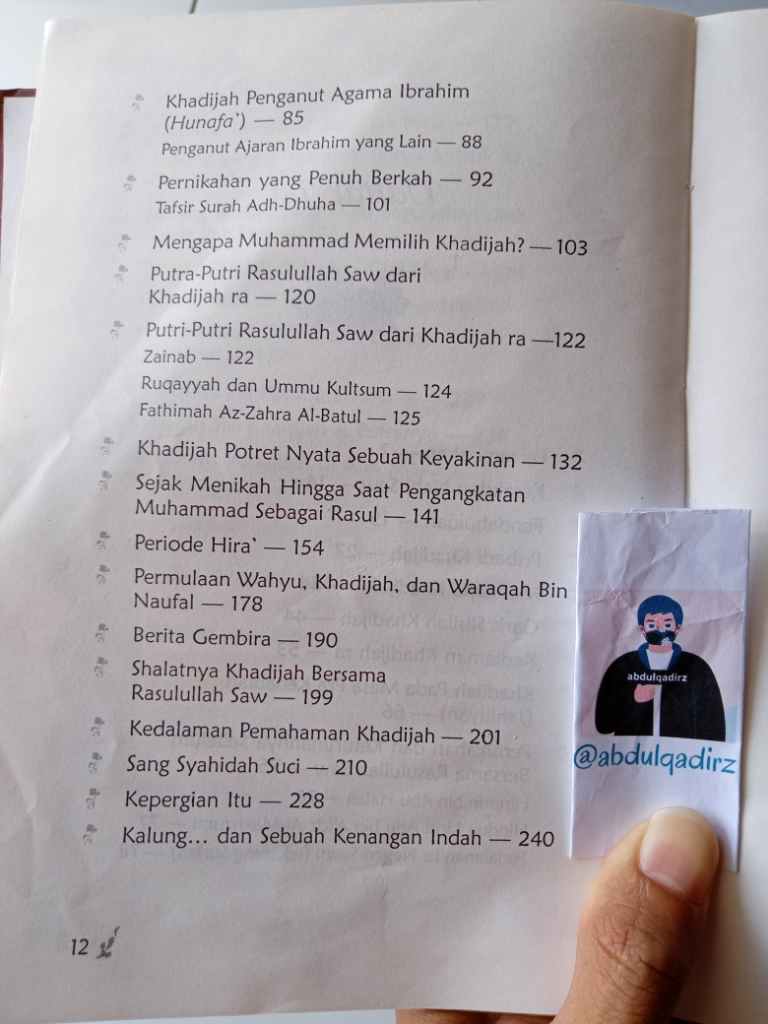 Khadijah Penganut Agama Ibrahim
(Hunafa') — 85
Penganut Ajaran Ibrahim yang Lain — 88
Pernikahan yang Penuh Berkah — 92
Tafsir Surah Adh-Dhuha — 101
Mengapa Muhammad Memilih Khadijah? — 103
Putra-Putri Rasulullah Saw dari
Khadijah ra — 120
Putri-Putri Rasulullah Saw dari Khadijah ra —122
Zainab — 122
Ruqayyah dan Ummu Kultsum — 124
Fathimah Az-Zahra Al-Batul — 125
Khadijah Potret Nyata Sebuah Keyakinan — 132
Sejak Menikah Hingga Saat Pengangkatan
Muhammad Sebagai Rasul — 141
Periode Hira' — 154
Permulaan Wahyu, Khadijah, dan Waraqah Bin
Naufal — 178
Berita Gembira — 190
Shalatnya Khadijah Bersama
Rasulullah Saw — 199
Kedalaman Pemahaman Khadijah — 201
Sang Syahidah Suci — 210
Kepergian Itu — 228
Kalung... dan Sebuah Kenangan Indah — 240
12
abdulqadirz
@abdulqadirz